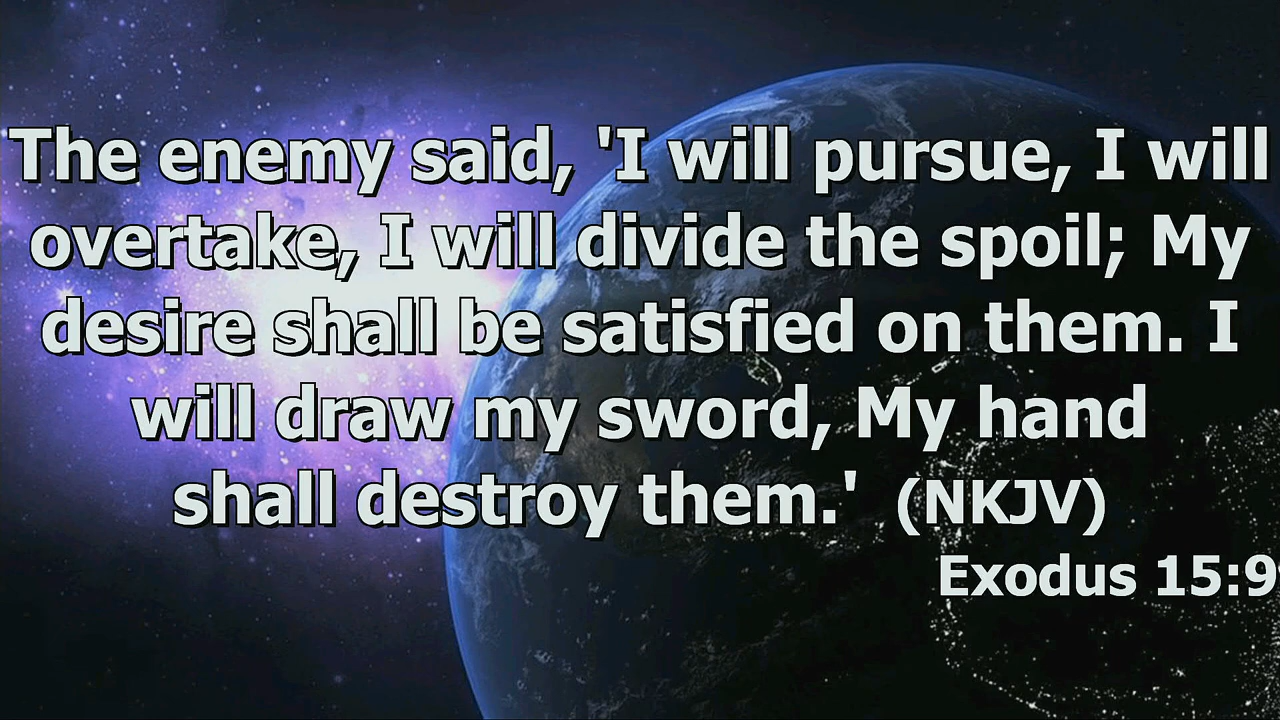 The enemy said, 'I will pursue, I will
overtake, I will divide the spoil; My
desire shall be satisfied on them. I
will draw my sword, My hand
shall destroy them.' (NKJV)
Exodus 15:9